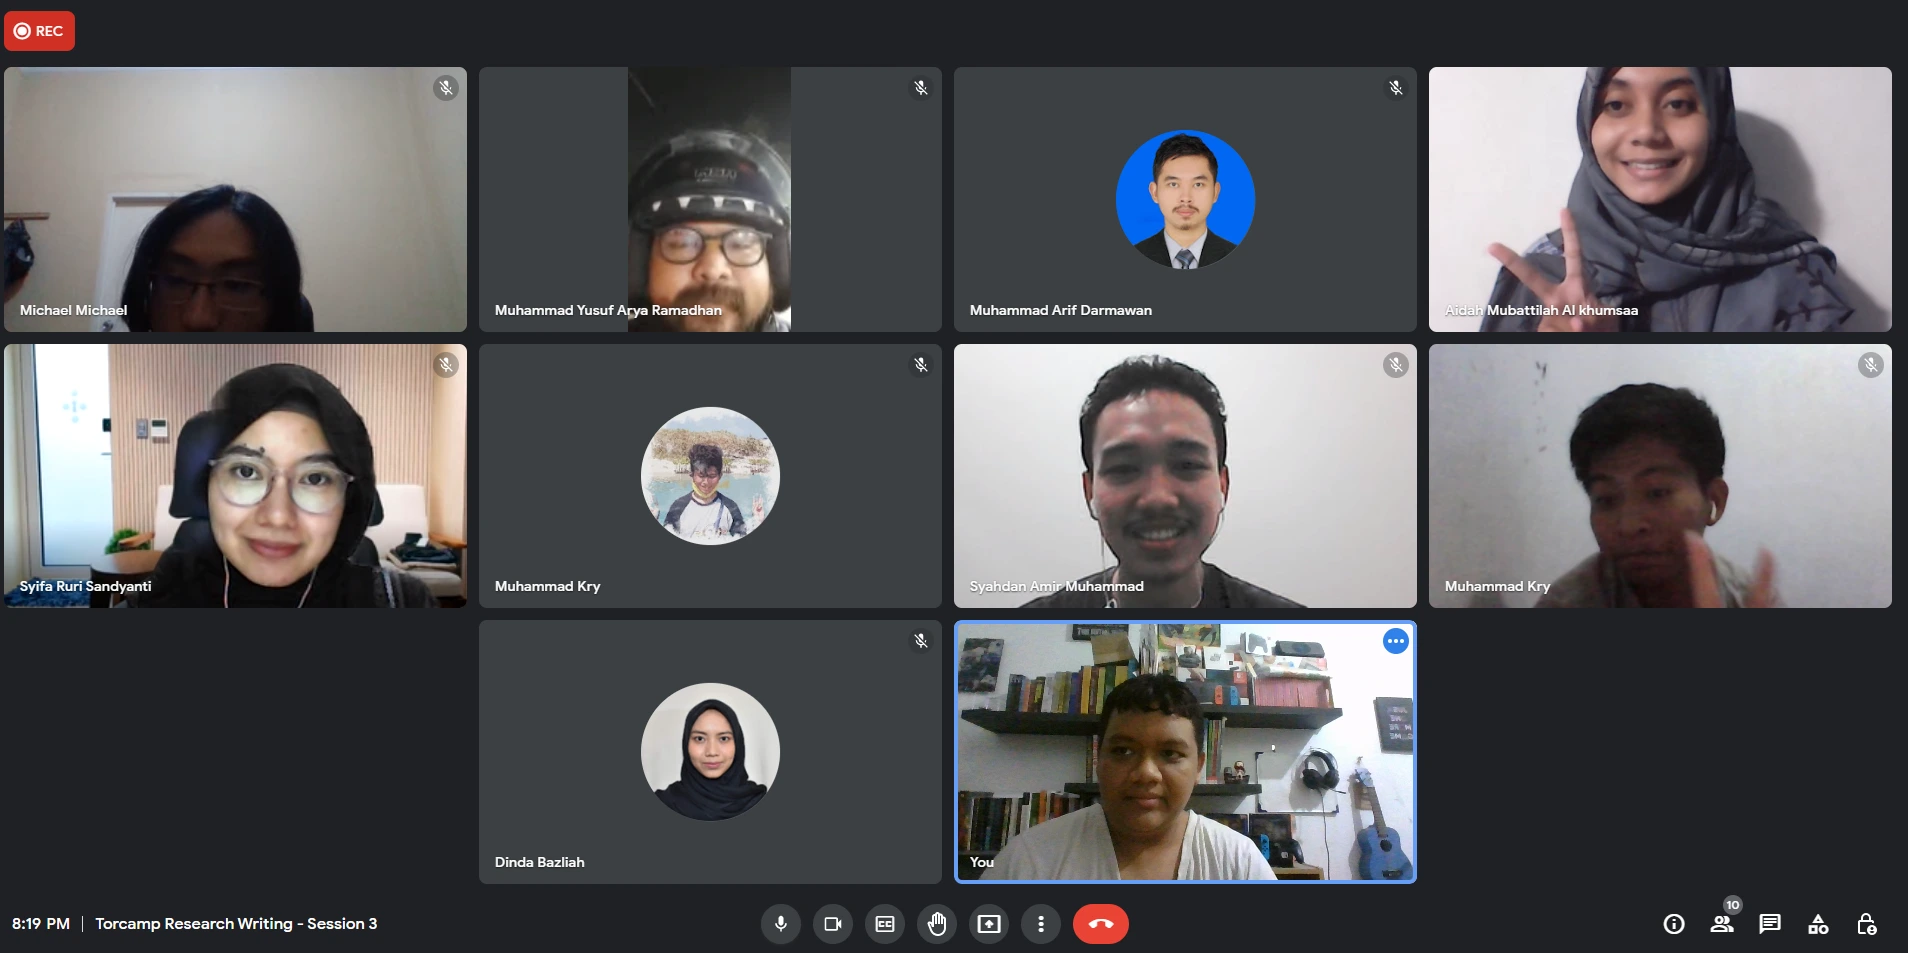 REC
Michael Michael
Muhammad Yusuf Arya Ramadhan
Muhammad Arif Darmawan
Aidah Mubattilah Al khumsaa
Syifa Ruri Sandyanti
Muhammad Kry
Syahdan Amir Muhammad
Muhammad Kry
Dinda Bazliah
You
8:19 PM | Torcamp Research Writing - Session 3
CC
10